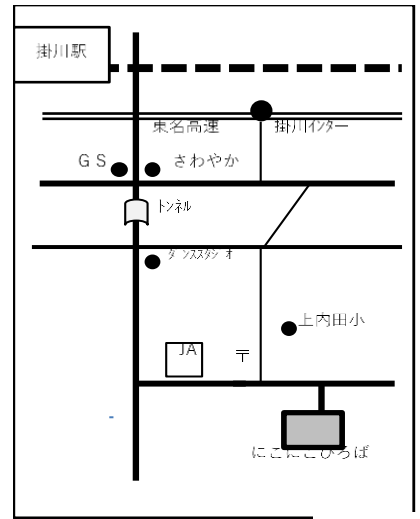 掛川駅
東名高速
掛川インター
GS
さわやか
トンネル
ダンススタジオ
上内田小
JA
〒
にこにこひろば